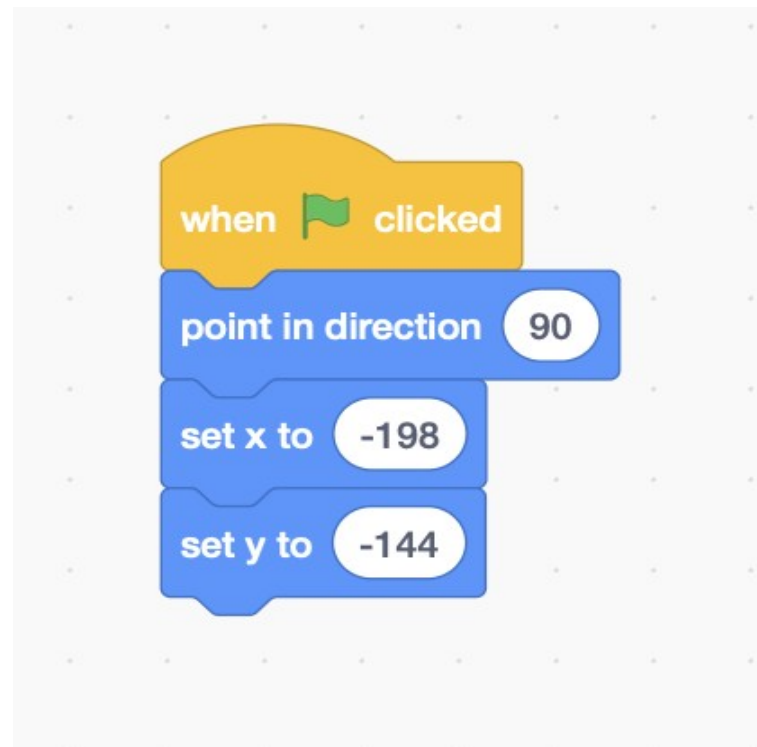 when clicked
point in direction 90
set x to -198
set y to -144